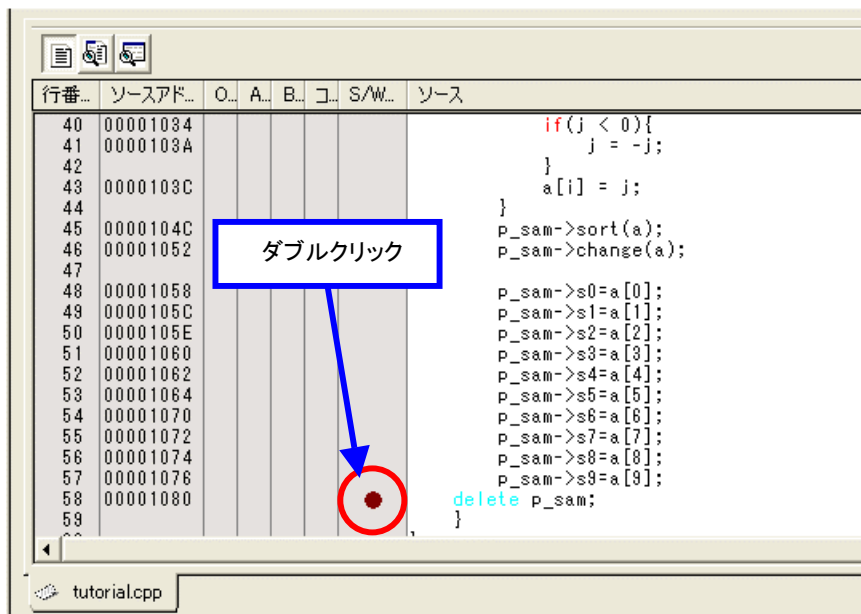 行番... ソースアド... O... A... B... コ... S/W... ソース
40 00001034 if(j < 0){
41 0000103A j = -j;
42 }
43 0000103C a[i] = j;
44 }
45 0000104C p_sam->sort(a);
46 00001052 p_sam->change(a);
47
48 00001058 p_sam->s0=a[0];
49 0000105C p_sam->s1=a[1];
50 0000105E p_sam->s2=a[2];
51 00001060 p_sam->s3=a[3];
52 00001062 p_sam->s4=a[4];
53 00001064 p_sam->s5=a[5];
54 00001070 p_sam->s6=a[6];
55 00001072 p_sam->s7=a[7];
56 00001074 p_sam->s8=a[8];
57 00001076 p_sam->s9=a[9];
58 00001080 delete p_sam;
59 }
ダブルクリック
tutorial.cpp